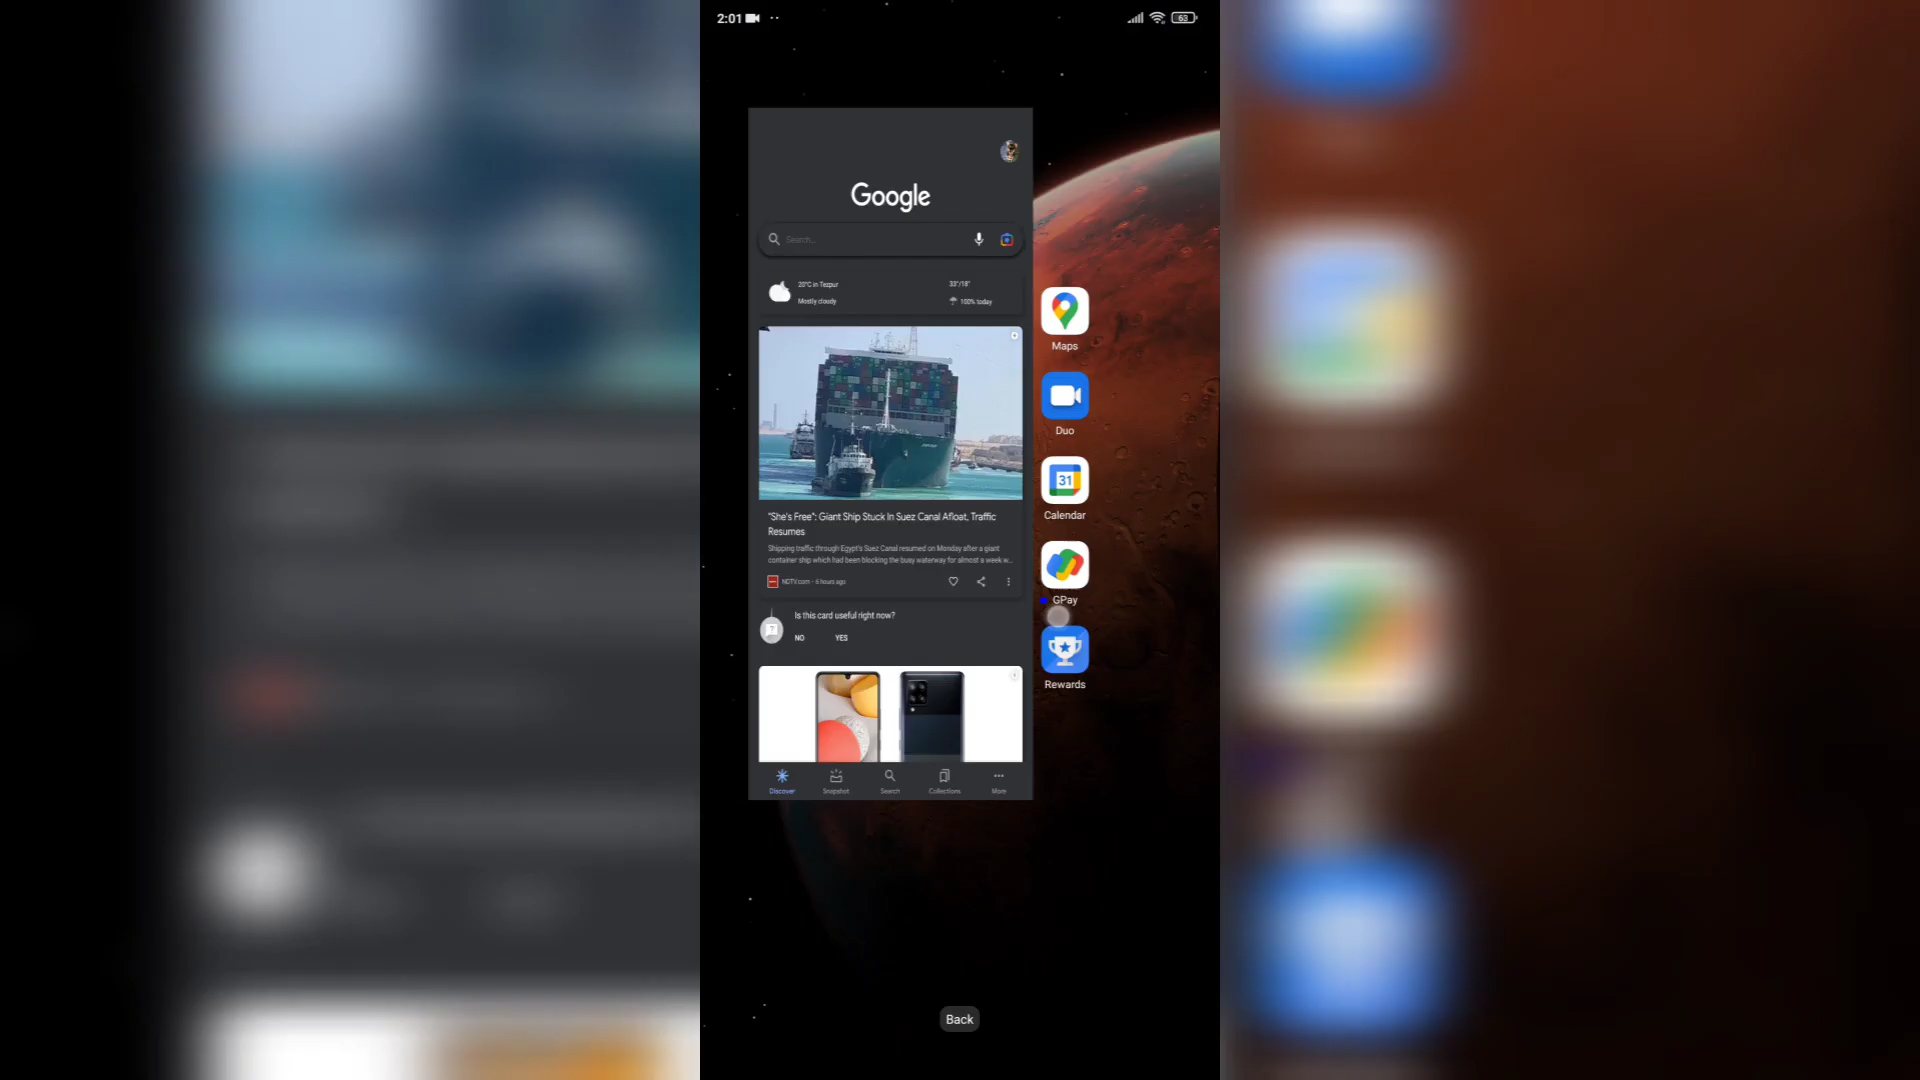 2:01
63
Google
Search...
20°C in Tezpur
33°/18°
Mostly cloudy
100% today
"She's Free": Giant Ship Stuck In Suez Canal Afloat, Traffic
Resumes
Shipping traffic through Egypt's Suez Canal resumed on Monday after a giant
container ship which had been blocking the busy waterway for almost a week w...
NDTV.com - 6 hours ago
Is this card useful right now?
NO YES
Discover
Snapshot
Search
Collections
More
Maps
Duo
31
Calendar
GPay
Rewards
Back